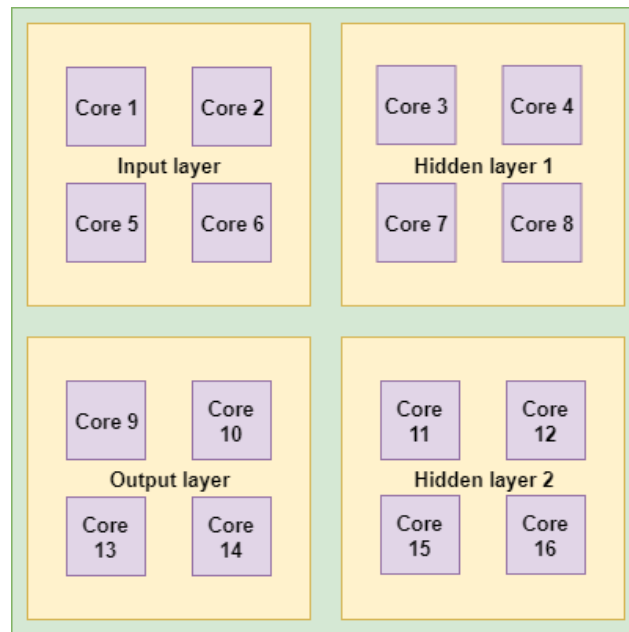 Core 1
Core 2
Input layer
Core 5
Core 6
Core 3
Core 4
Hidden layer 1
Core 7
Core 8
Core 9
Core
10
Output layer
Core
13
Core
14
Core
11
Core
12
Hidden layer 2
Core
15
Core
16